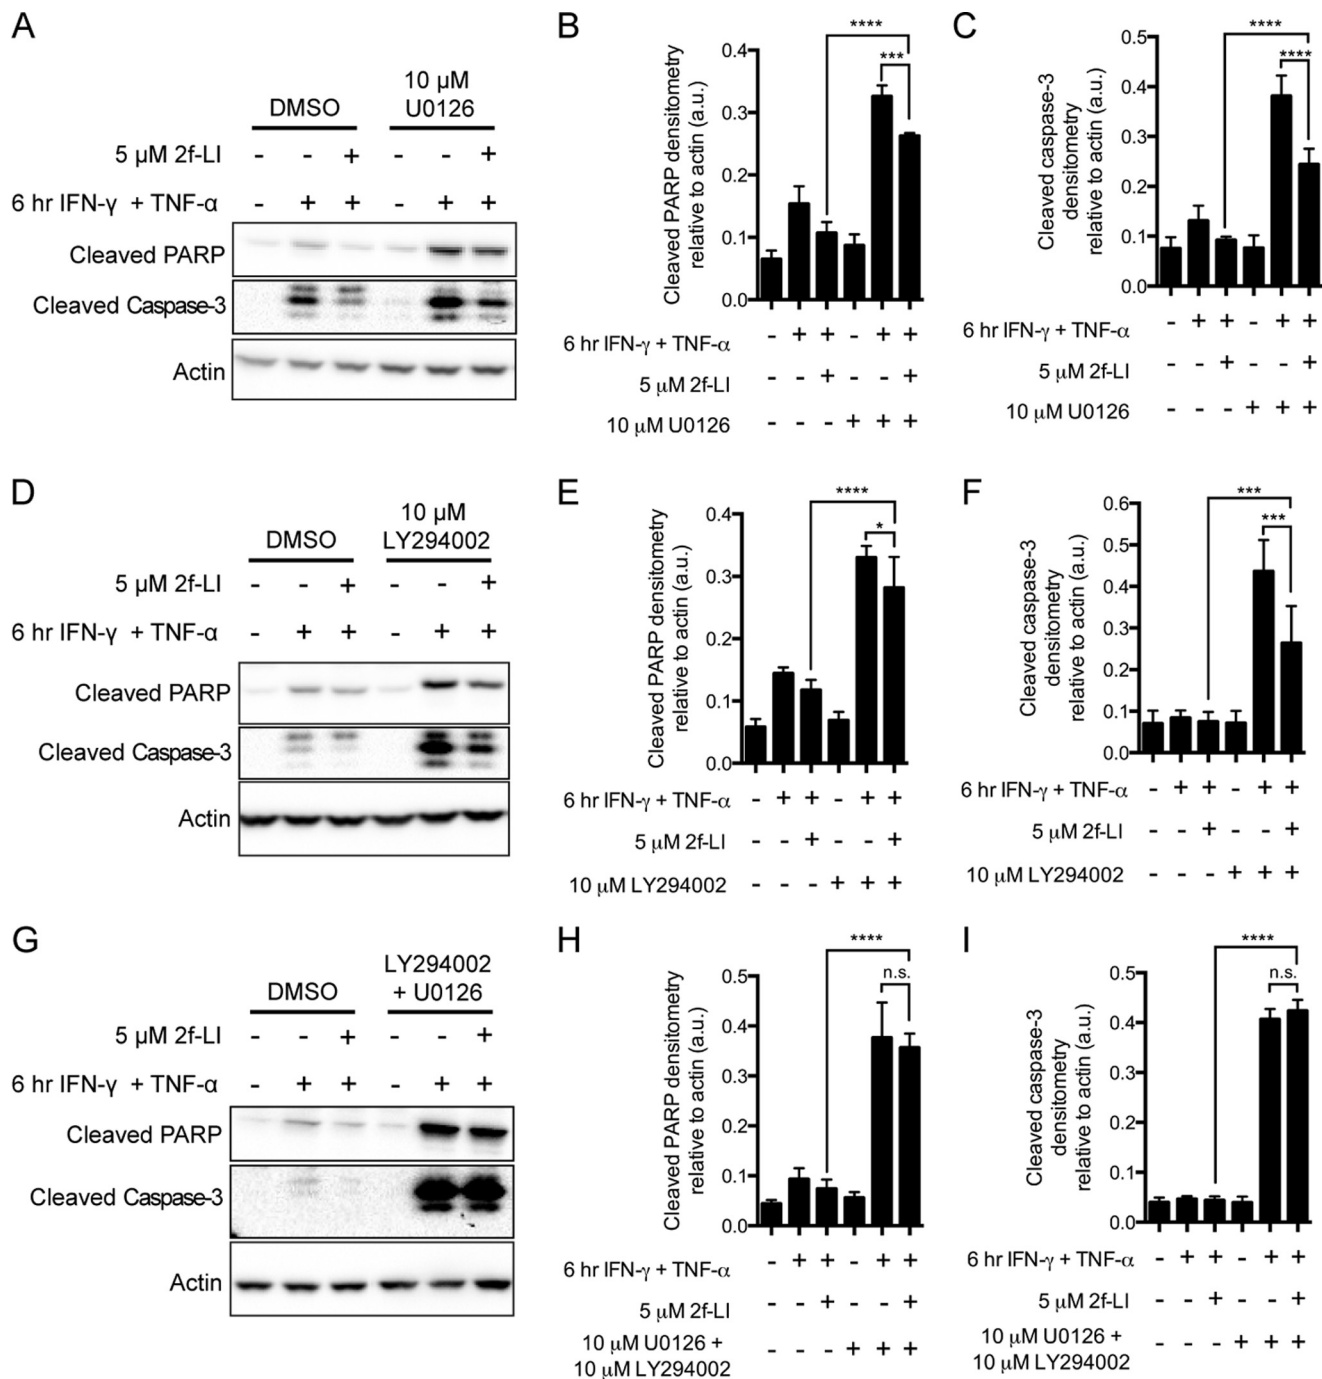 A
10 µM
DMSO U0126
5 µM 2f-LI - - + - - +
6 hr IFN-γ + TNF-α - + + - + +
Cleaved PARP
Cleaved Caspase-3
Actin
B
Cleaved PARP densitometry
relative to actin (a.u.)
0.4
0.3
0.2
0.1
0.0
****
***
6 hr IFN-γ + TNF-α - + + - + +
5 µM 2f-LI - - + - - +
10 µM U0126 - - - + + +
C
Cleaved caspase-3
densitometry
relative to actin (a.u.)
0.5
0.4
0.3
0.2
0.1
0.0
****
****
6 hr IFN-γ + TNF-α - + + - + +
5 µM 2f-LI - - + - - +
10 µM U0126 - - - + + +
D
10 µM
DMSO LY294002
5 µM 2f-LI - - + - - +
6 hr IFN-γ + TNF-α - + + - + +
Cleaved PARP
Cleaved Caspase-3
Actin
E
Cleaved PARP densitometry
relative to actin (a.u.)
0.4
0.3
0.2
0.1
0.0
****
*
6 hr IFN-γ + TNF-α - + + - + +
5 µM 2f-LI - - + - - +
10 µM LY294002 - - - + + +
F
Cleaved caspase-3
densitometry
relative to actin (a.u.)
0.6
0.5
0.4
0.3
0.2
0.1
0.0
***
***
6 hr IFN-γ + TNF-α - + + - + +
5 µM 2f-LI - - + - - +
10 µM LY294002 - - - + + +
G
LY294002
DMSO + U0126
5 µM 2f-LI - - + - - +
6 hr IFN-γ + TNF-α - + + - + +
Cleaved PARP
Cleaved Caspase-3
Actin
H
Cleaved PARP densitometry
relative to actin (a.u.)
0.5
0.4
0.3
0.2
0.1
0.0
****
n.s.
6 hr IFN-γ + TNF-α - + + - + +
5 µM 2f-LI - - + - - +
10 µM U0126 +
10 µM LY294002 - - - + + +
I
Cleaved caspase-3
densitometry
relative to actin (a.u.)
0.5
0.4
0.3
0.2
0.1
0.0
****
n.s.
6 hr IFN-γ + TNF-α - + + - + +
5 µM 2f-LI - - + - - +
10 µM U0126 +
10 µM LY294002 - - - + + +